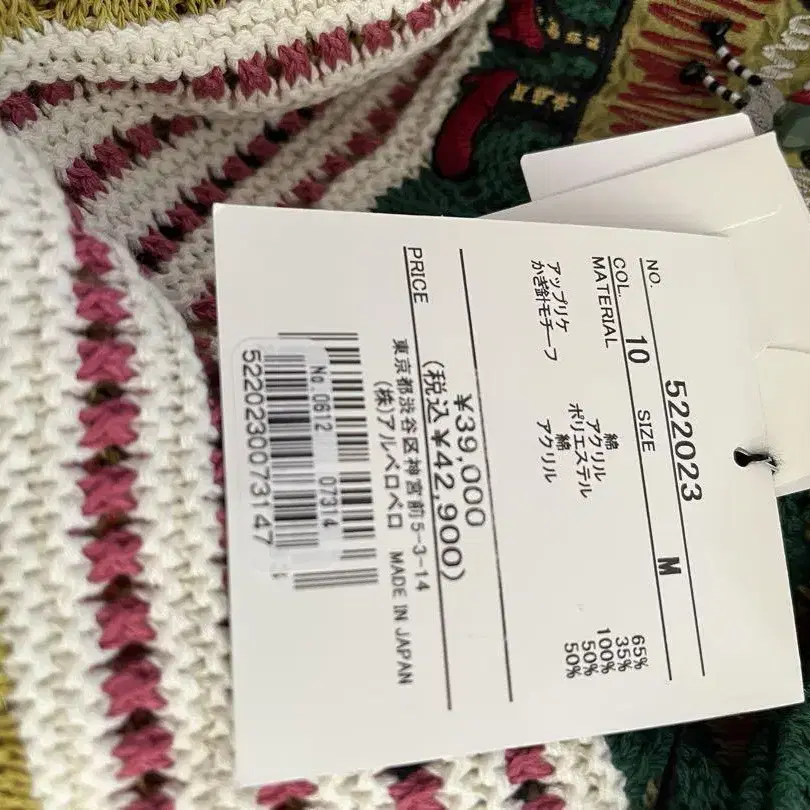 NO. 522023
COL. 10 SIZE M
MATERIAL 綿 65%
アクリル 35%
アップリケ ポリエステル 100%
かぎ針モチーフ 綿 50%
アクリル 50%
PRICE ¥39,000
(税込¥42,900)
東京都渋谷区神宮前5-3-14
(株)アルベロベロ MADE IN JAPAN
No.0612 07314
5220230073147